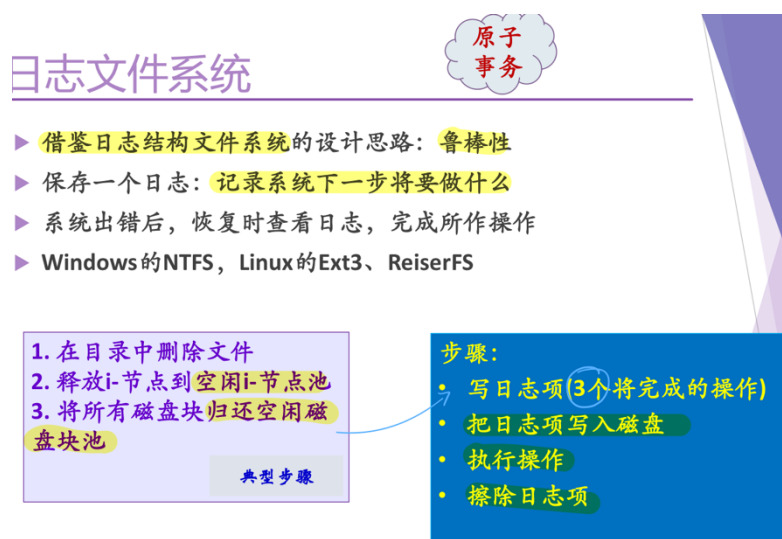 原子
事务
日志文件系统
借鉴日志结构文件系统的设计思路：鲁棒性
保存一个日志：记录系统下一步将要做什么
系统出错后，恢复时查看日志，完成所作操作
Windows的NTFS，Linux的Ext3、ReiserFS
1. 在目录中删除文件
2. 释放i-节点到空闲i-节点池
3. 将所有磁盘块归还空闲磁
盘块池
典型步骤
步骤：
• 写日志项(3个将完成的操作)
• 把日志项写入磁盘
• 执行操作
• 擦除日志项